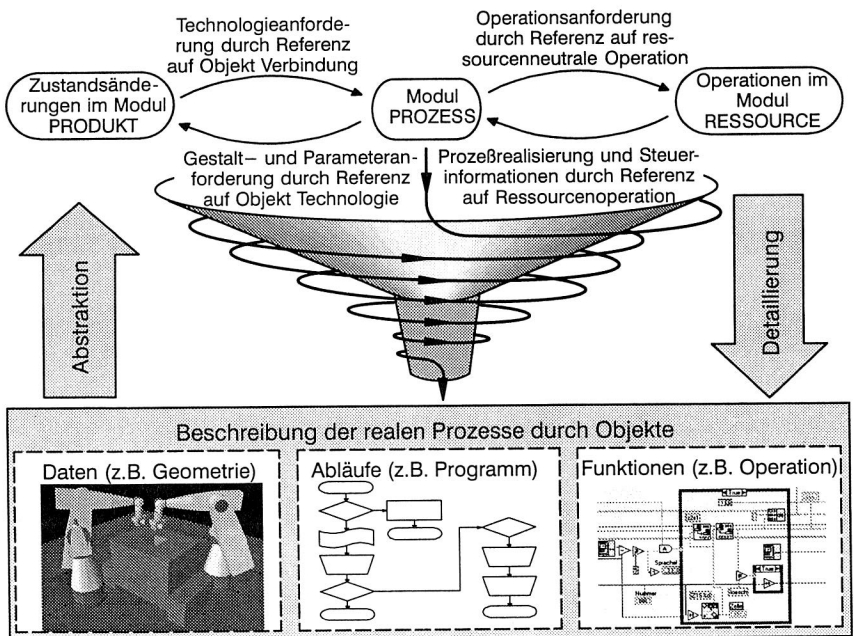 Technologieanforde-
rung durch Referenz
auf Objekt Verbindung
Operationsanforderung
durch Referenz auf res-
sourcenneutrale Operation
Zustandsände-
rungen im Modul
PRODUKT
Modul
PROZESS
Operationen im
Modul
RESSOURCE
Gestalt– und Parameteran-
forderung durch Referenz
auf Objekt Technologie
Prozeßrealisierung und Steuer-
informationen durch Referenz
auf Ressourcenoperation
Abstraktion
Detaillierung
Beschreibung der realen Prozesse durch Objekte
Daten (z.B. Geometrie)
Abläufe (z.B. Programm)
Funktionen (z.B. Operation)
True
Sprache
True
Nummer